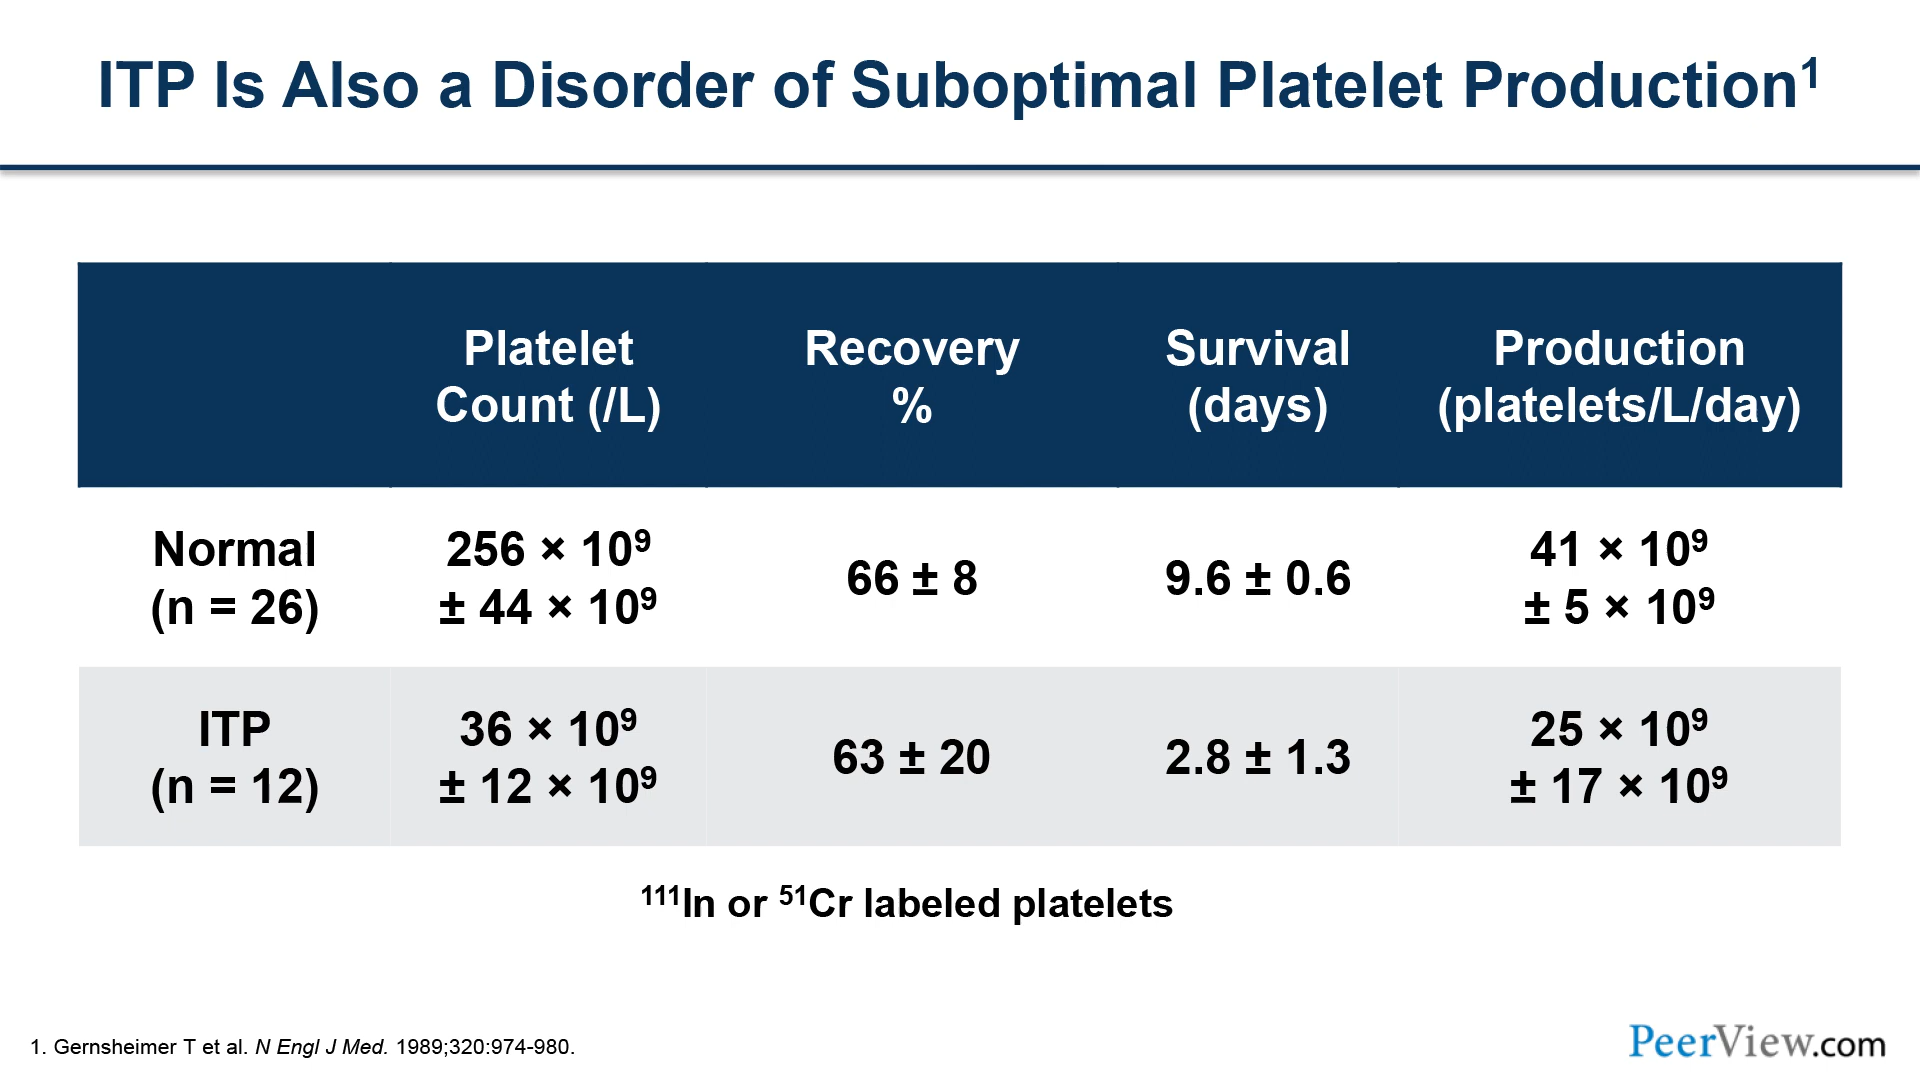 ITP Is Also a Disorder of Suboptimal Platelet Production¹
Platelet Count (/L) Recovery % Survival (days) Production (platelets/L/day)
Normal (n = 26) 256 × 10⁹ ± 44 × 10⁹ 66 ± 8 9.6 ± 0.6 41 × 10⁹ ± 5 × 10⁹
ITP (n = 12) 36 × 10⁹ ± 12 × 10⁹ 63 ± 20 2.8 ± 1.3 25 × 10⁹ ± 17 × 10⁹
¹¹¹In or ⁵¹Cr labeled platelets
1. Gernsheimer T et al. N Engl J Med. 1989;320:974-980.
PeerView.com